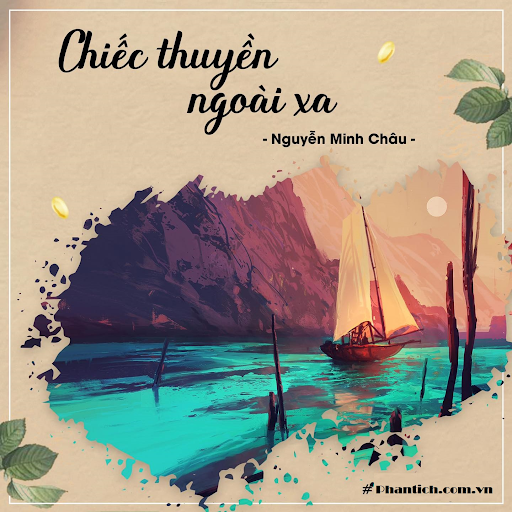 Chiếc thuyền
ngoài xa
- Nguyễn Minh Châu -
# Phantich.com.vn